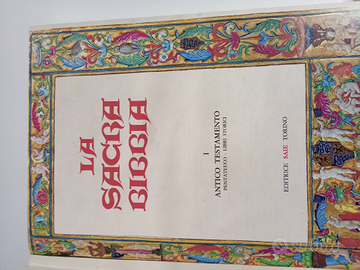 LA
SACRA
BIBBIA
I
ANTICO TESTAMENTO
PENTATEUCO - LIBRI STORICI
EDITRICE SAIE TORINO